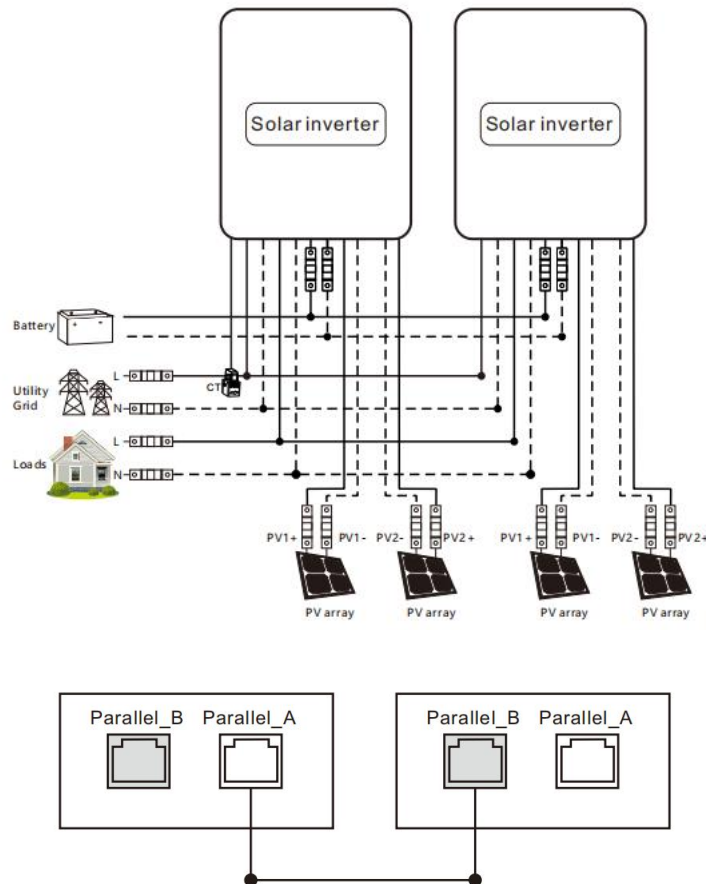 Solar inverter
Solar inverter
Battery
Utility
Grid
L
CT
N
Loads
L
N
PV1+
PV1-
PV2-
PV2+
PV1+
PV1-
PV2-
PV2+
PV array
PV array
PV array
PV array
Parallel_B
Parallel_A
Parallel_B
Parallel_A